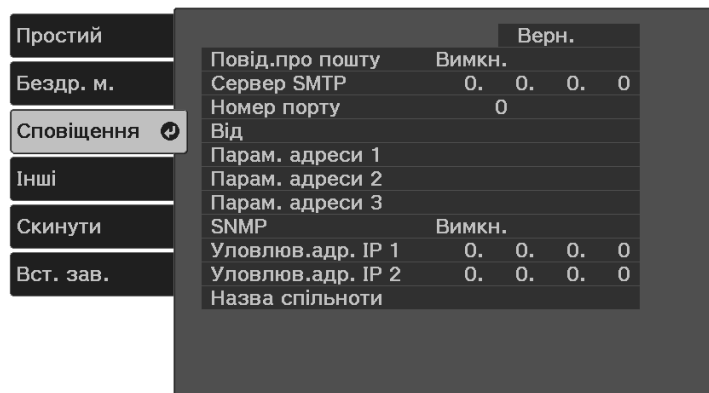 Простий
Бездр. м.
Сповіщення
Інші
Скинути
Вст. зав.
Верн.
Повід.про пошту Вимкн.
Сервер SMTP 0. 0. 0. 0
Номер порту 0
Від
Парам. адреси 1
Парам. адреси 2
Парам. адреси 3
SNMP Вимкн.
Уловлюв.адр. IP 1 0. 0. 0. 0
Уловлюв.адр. IP 2 0. 0. 0. 0
Назва спільноти